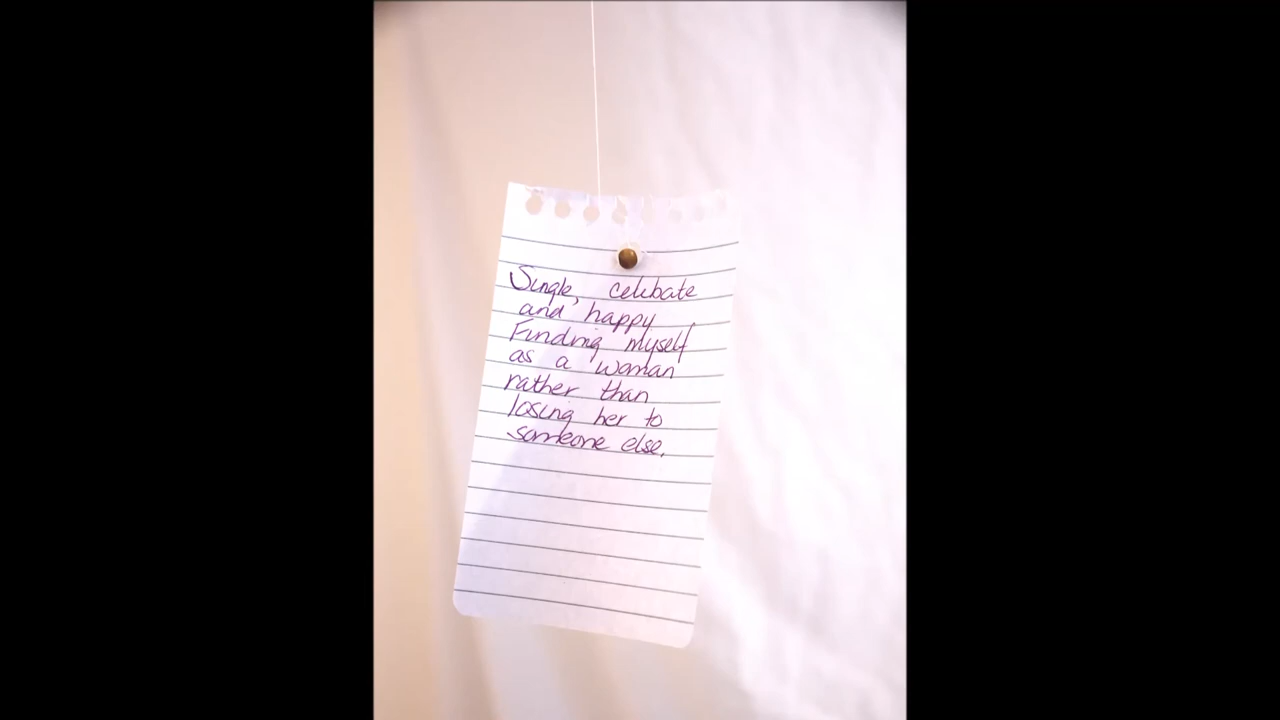 Single, celebate
and happy.
Finding myself
as a woman
rather than
losing her to
someone else.